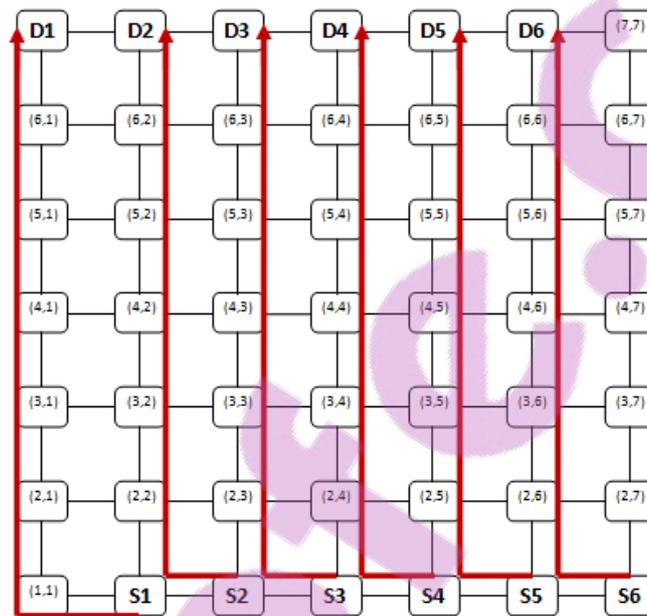 D1 D2 D3 D4 D5 D6 (7,7)
(6,1) (6,2) (6,3) (6,4) (6,5) (6,6) (6,7)
(5,1) (5,2) (5,3) (5,4) (5,5) (5,6) (5,7)
(4,1) (4,2) (4,3) (4,4) (4,5) (4,6) (4,7)
(3,1) (3,2) (3,3) (3,4) (3,5) (3,6) (3,7)
(2,1) (2,2) (2,3) (2,4) (2,5) (2,6) (2,7)
(1,1) S1 S2 S3 S4 S5 S6